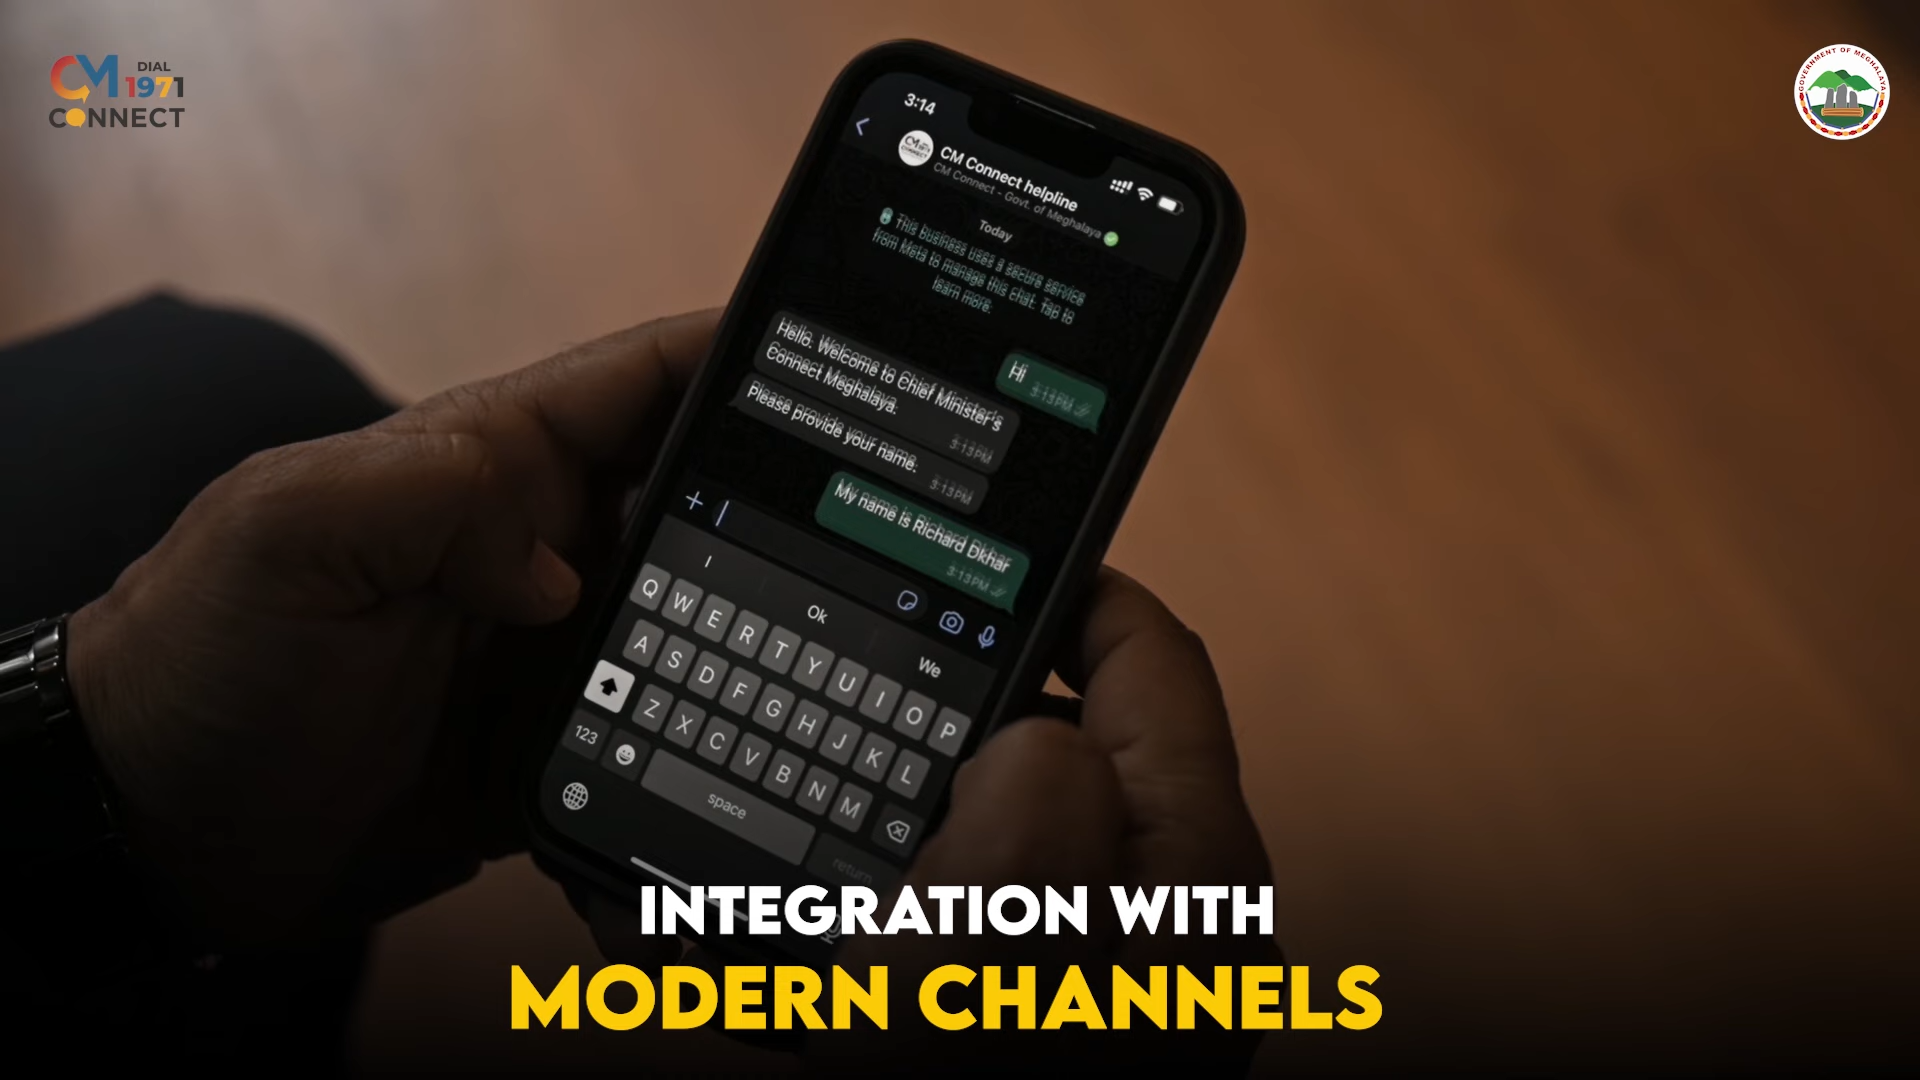 CM DIAL
1971
CONNECT
GOVERNMENT OF MEGHALAYA
3:14
CM Connect helpline
CM Connect - Govt. of Meghalaya
Today
This business uses a secure service
from Meta to manage this chat. Tap to
learn more.
Hi
3:13 PM
Hello. Welcome to Chief Minister's
Connect Meghalaya.
3:13 PM
Please provide your name.
3:13 PM
My name is Richard Dkhar
3:13 PM
I Ok We
Q W E R T Y U I O P
A S D F G H J K L
Z X C V B N M
123 space return
INTEGRATION WITH
MODERN CHANNELS